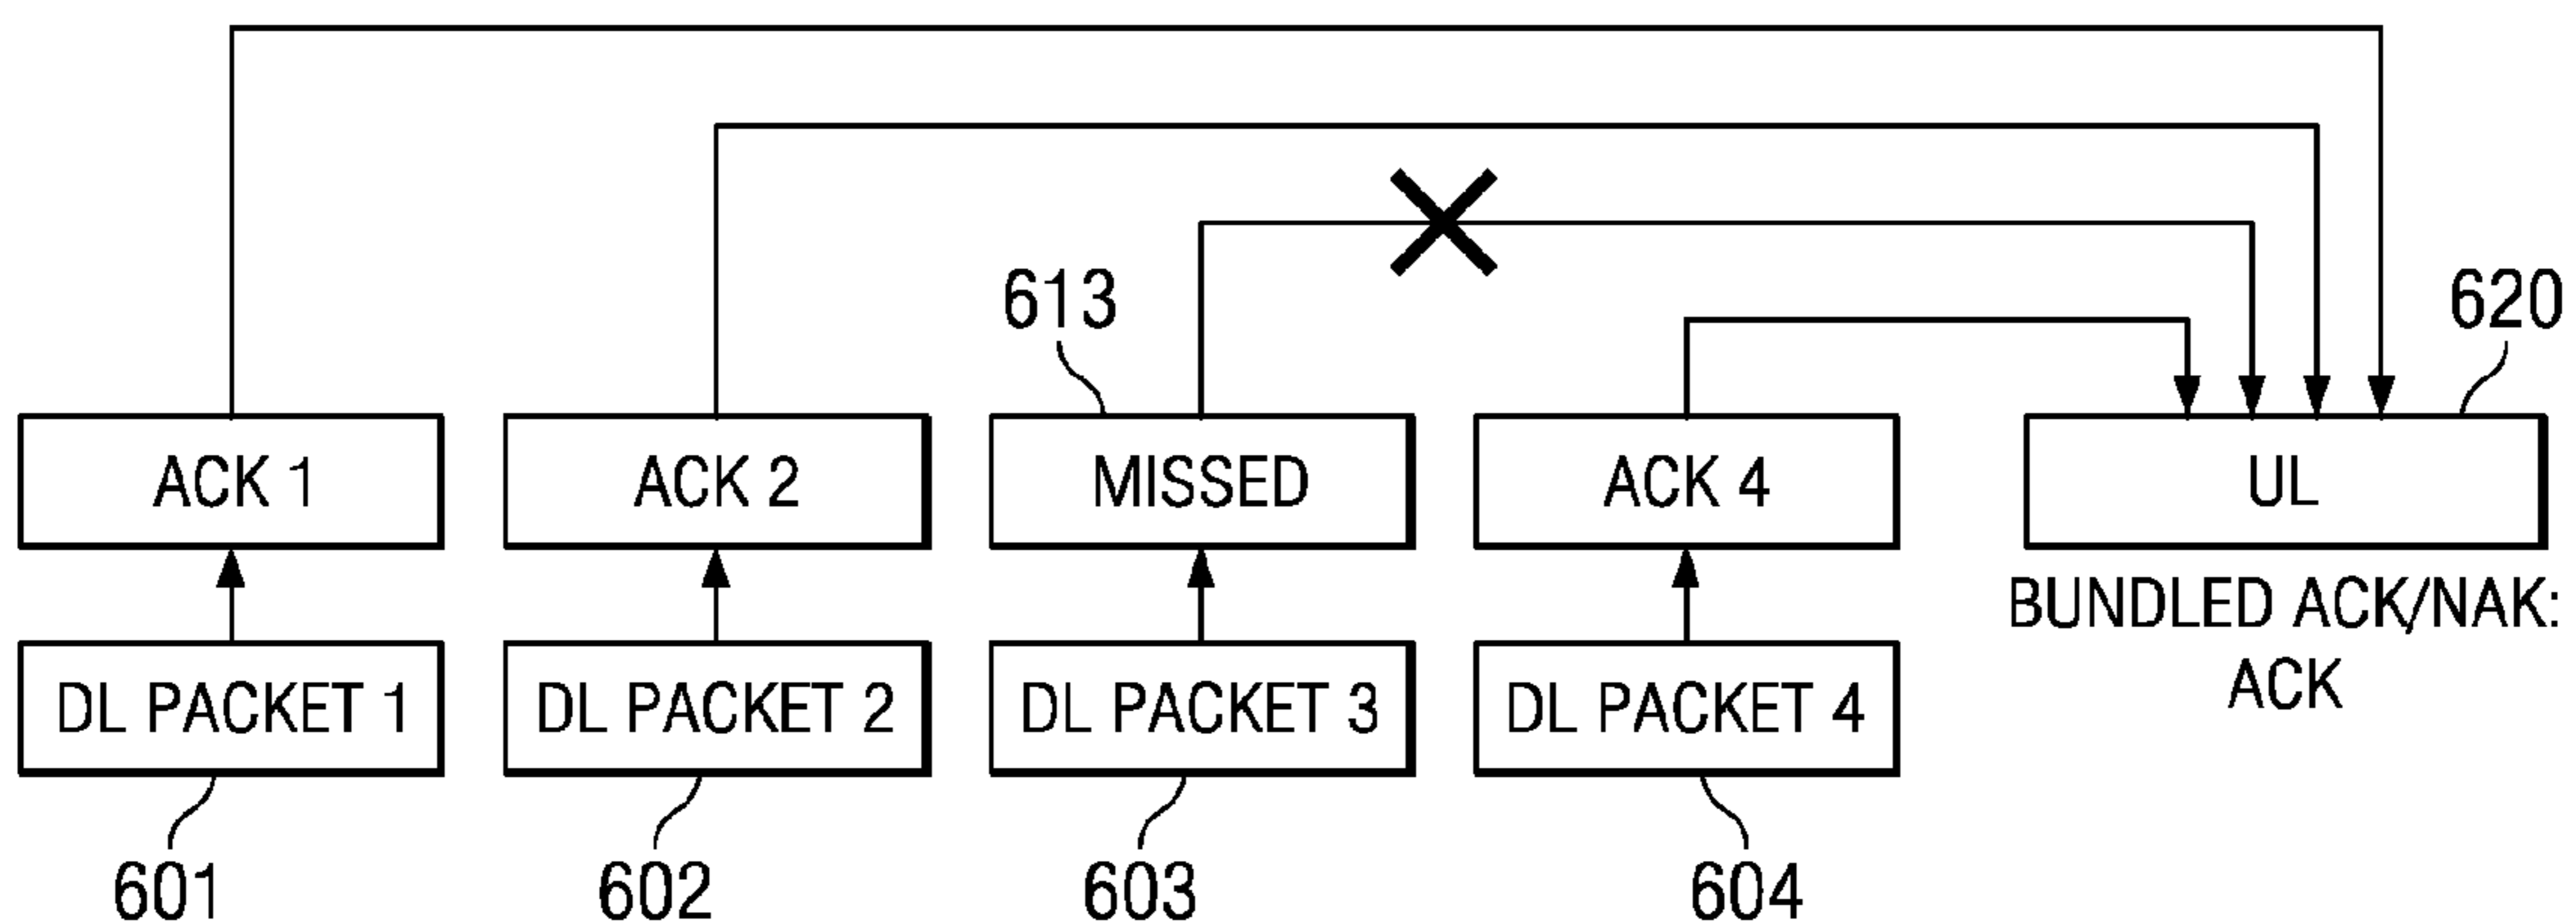 613
620
ACK 1
ACK 2
MISSED
ACK 4
UL
BUNDLED ACK/NAK:
ACK
DL PACKET 1
DL PACKET 2
DL PACKET 3
DL PACKET 4
601
602
603
604